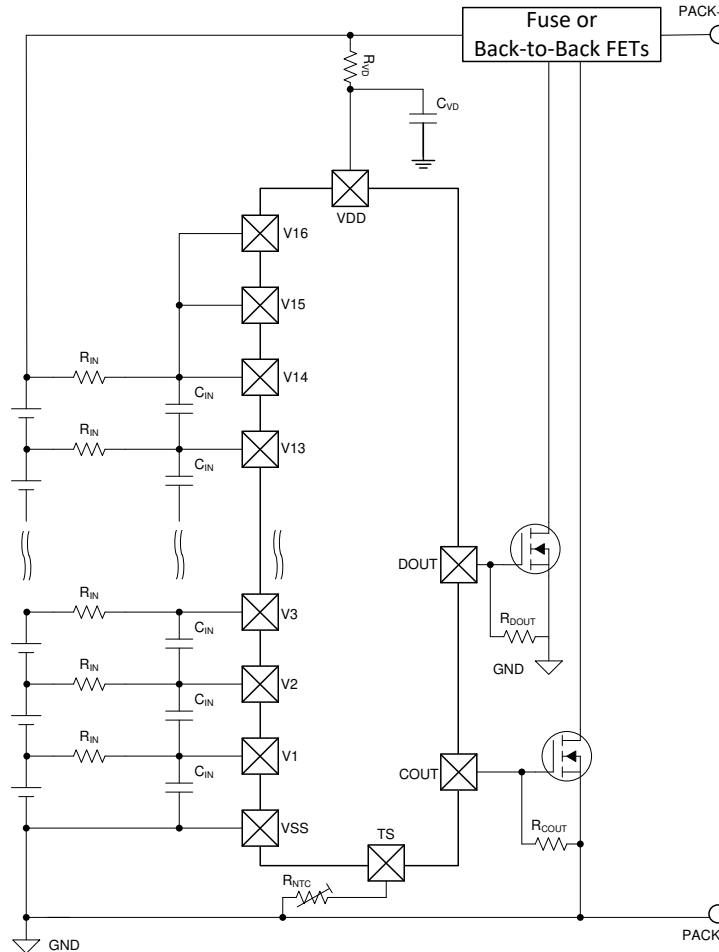 Fuse or
Back-to-Back FETs
PACK-
RVD
CVD
VDD
V16
V15
RIN
V14
CIN
RIN
V13
CIN
DOUT
RIN
V3
CIN
RDOUT
RIN
V2
GND
CIN
RIN
V1
COUT
CIN
VSS
TS
RCOUT
RNTC
GND
PACK